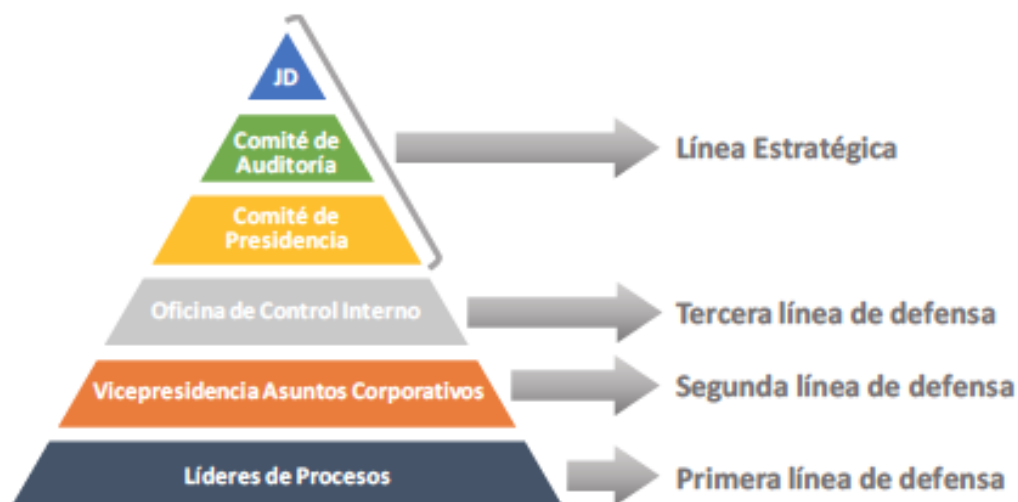 JD
Comité de
Auditoría
Línea Estratégica
Comité de
Presidencia
Oficina de Control Interno
Tercera línea de defensa
Vicepresidencia Asuntos Corporativos
Segunda línea de defensa
Líderes de Procesos
Primera línea de defensa